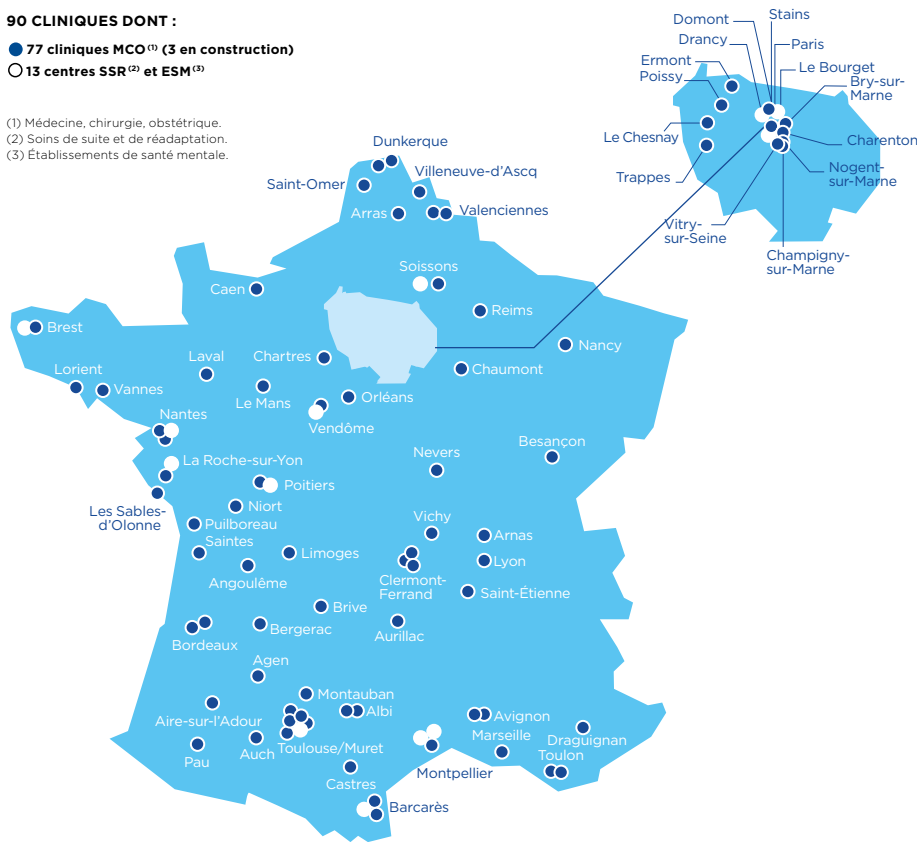 90 CLINIQUES DONT :
77 cliniques MCO⁽¹⁾ (3 en construction)
13 centres SSR⁽²⁾ et ESM⁽³⁾
(1) Médecine, chirurgie, obstétrique.
(2) Soins de suite et de réadaptation.
(3) Établissements de santé mentale.
Stains
Domont
Drancy
Paris
Ermont
Le Bourget
Poissy
Bry-sur-
Marne
Le Chesnay
Charenton
Trappes
Nogent-
sur-Marne
Vitry-
sur-Seine
Champigny-
sur-Marne
Dunkerque
Villeneuve-d'Ascq
Saint-Omer
Arras
Valenciennes
Soissons
Caen
Reims
Brest
Nancy
Laval
Chartres
Chaumont
Lorient
Vannes
Le Mans
Orléans
Nantes
Vendôme
Besançon
La Roche-sur-Yon
Nevers
Poitiers
Les Sables-
d'Olonne
Niort
Puilboreau
Vichy
Arnas
Saintes
Limoges
Lyon
Angoulême
Clermont-
Ferrand
Saint-Étienne
Brive
Bergerac
Aurillac
Bordeaux
Agen
Montauban
Albi
Avignon
Aire-sur-l'Adour
Marseille
Draguignan
Auch
Toulouse/Muret
Toulon
Pau
Montpellier
Castres
Barcarès